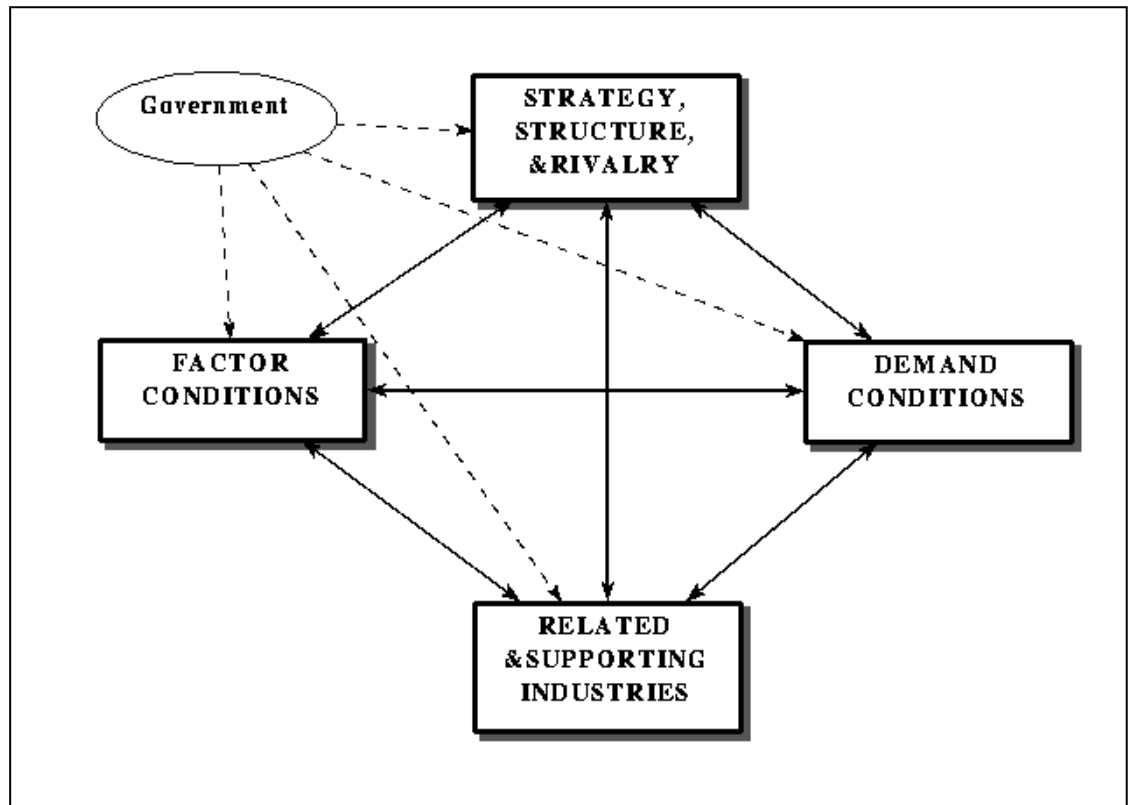 Government
STRATEGY,
STRUCTURE,
&RIVALRY
FACTOR
CONDITIONS
DEMAND
CONDITIONS
RELATED
&SUPPORTING
INDUSTRIES